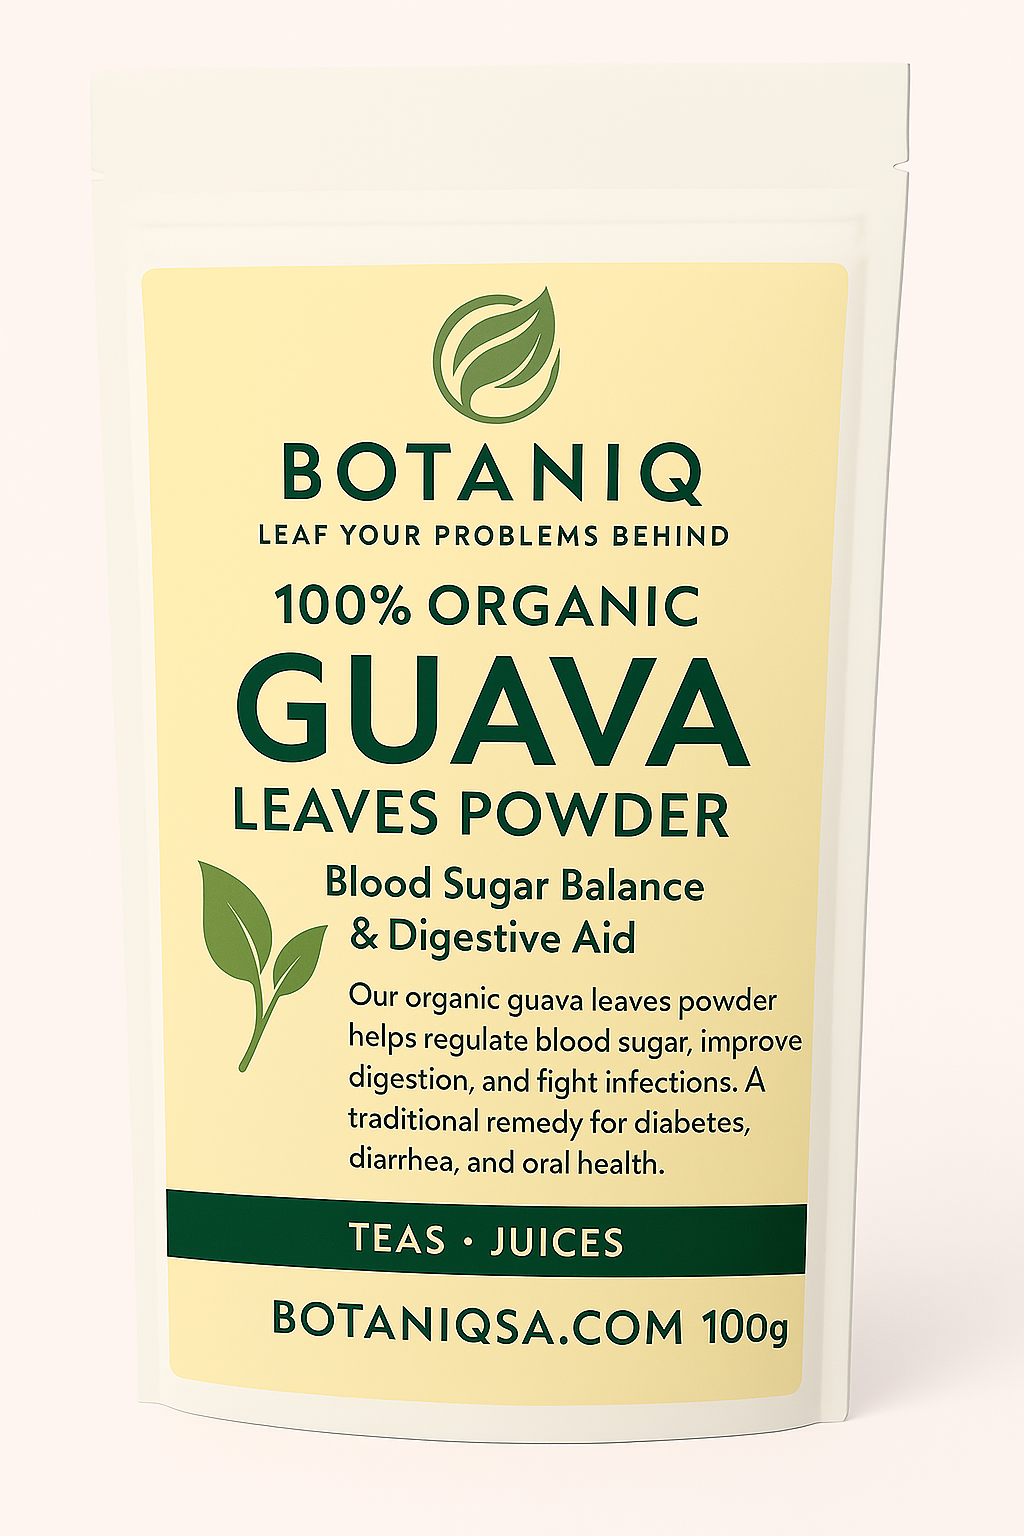 BOTANIQ
LEAF YOUR PROBLEMS BEHIND
100% ORGANIC
GUAVA
LEAVES POWDER
Blood Sugar Balance
& Digestive Aid
Our organic guava leaves powder
helps regulate blood sugar, improve
digestion, and fight infections. A
traditional remedy for diabetes,
diarrhea, and oral health.
TEAS • JUICES
BOTANIQSA.COM 100g